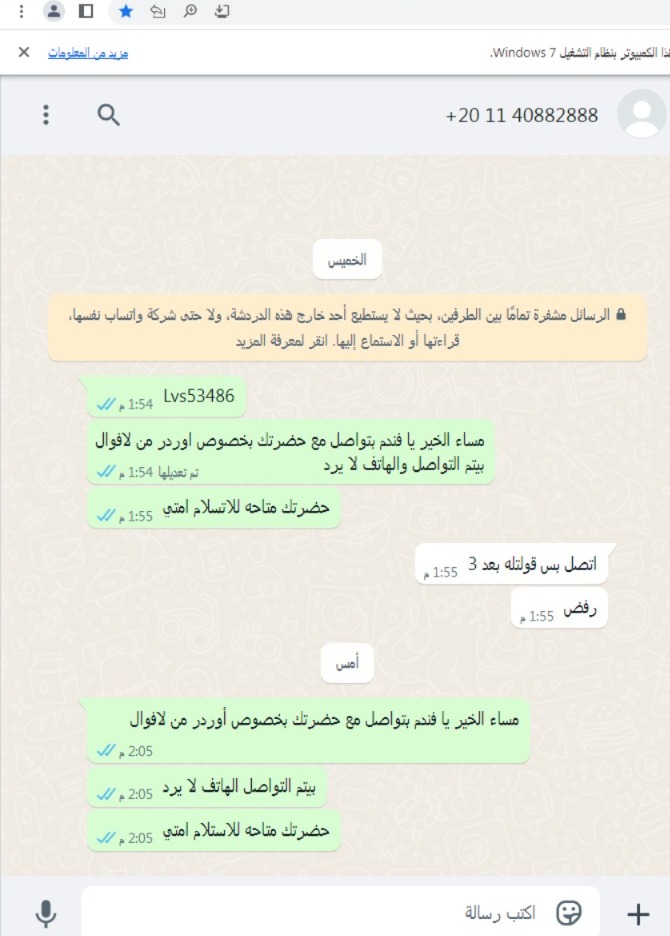 مزيد من المعلومات
ذا الكمبيوتر بنظام التشغيل Windows 7.
+20 11 40882888
الخميس
الرسائل مشفرة تمامًا بين الطرفين، بحيث لا يستطيع أحد خارج هذه الدردشة، ولا حتى شركة واتساب نفسها،
قراءتها أو الاستماع إليها. انقر لمعرفة المزيد
Lvs53486
1:54 م
مساء الخير يا فندم بتواصل مع حضرتك بخصوص اوردر من لافوال
بيتم التواصل والهاتف لا يرد
تم تعديلها 1:54 م
حضرتك متاحه للاتسلام امتي
1:55 م
اتصل بس قولتله بعد 3
1:55 م
رفض
1:55 م
أمس
مساء الخير يا فندم بتواصل مع حضرتك بخصوص أوردر من لافوال
2:05 م
بيتم التواصل الهاتف لا يرد
2:05 م
حضرتك متاحه للاستلام امتي
2:05 م
اكتب رسالة